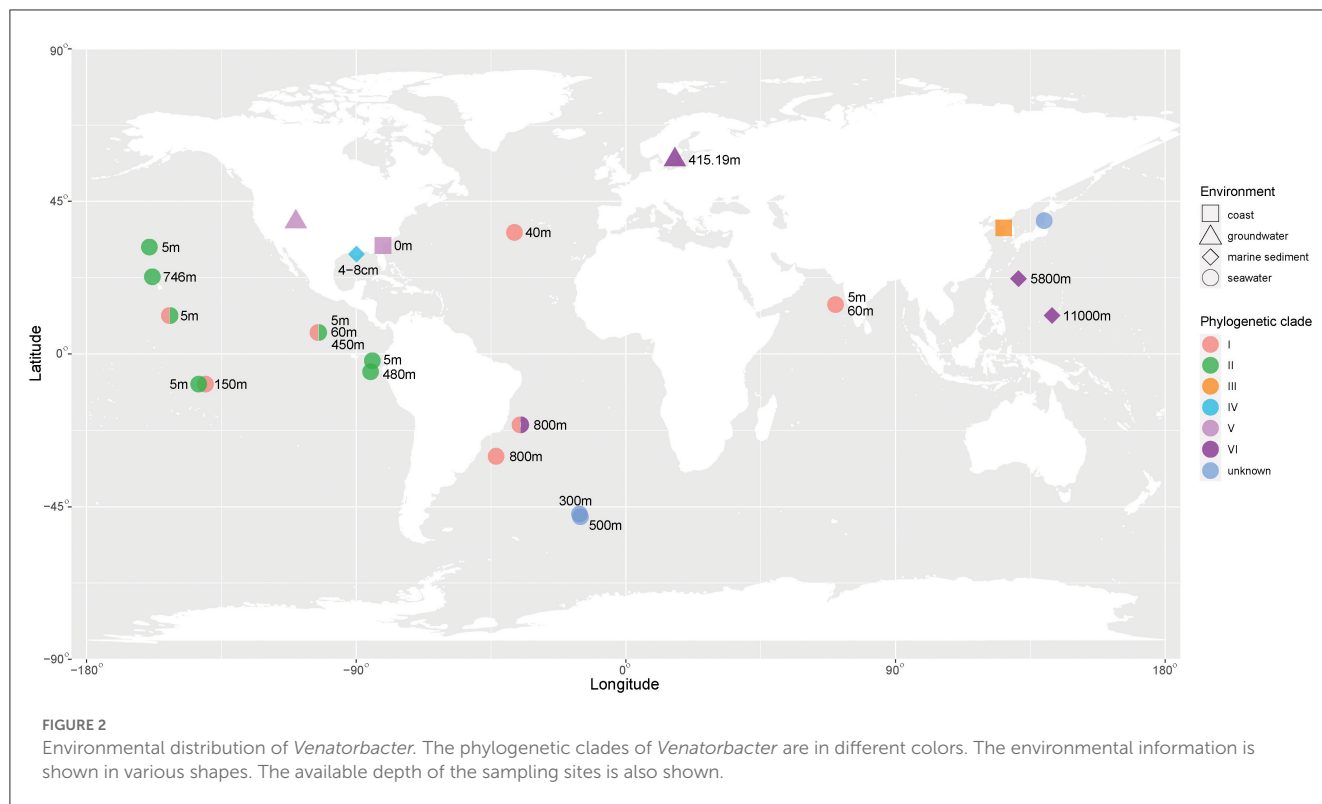 90°
45°
0°
−45°
−90°
−180°
−90°
0°
90°
180°
Latitude
Longitude
415.19m
40m
0m
4−8cm
5m
746m
5m
5m
60m
450m
5m
480m
5m
150m
800m
800m
300m
500m
5m
60m
5800m
11000m
Environment
coast
groundwater
marine sediment
seawater
Phylogenetic clade
I
II
III
IV
V
VI
unknown
FIGURE 2
Environmental distribution of Venatorbacter. The phylogenetic clades of Venatorbacter are in different colors. The environmental information is
shown in various shapes. The available depth of the sampling sites is also shown.